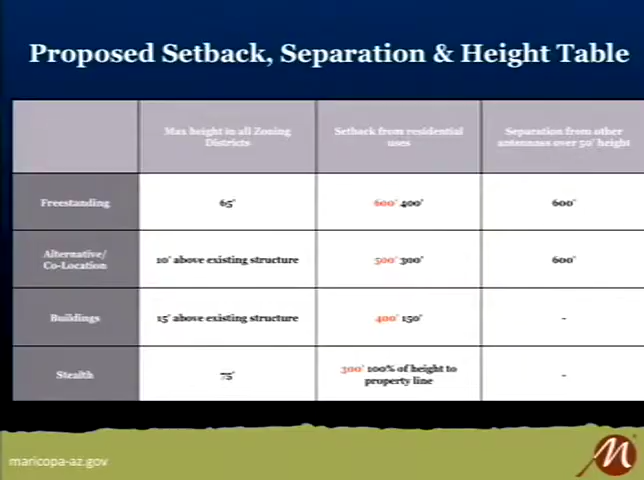 Proposed Setback, Separation & Height Table
Max height in all Zoning
Districts
Setback from residential
uses
Separation from other
antennass over 50' height
Freestanding
65'
600' 400'
600'
Alternative/
Co-Location
10' above existing structure
500' 300'
600'
Buildings
15' above existing structure
400' 150'
-
Stealth
75'
300' 100% of height to
property line
-
maricopa-az.gov
M